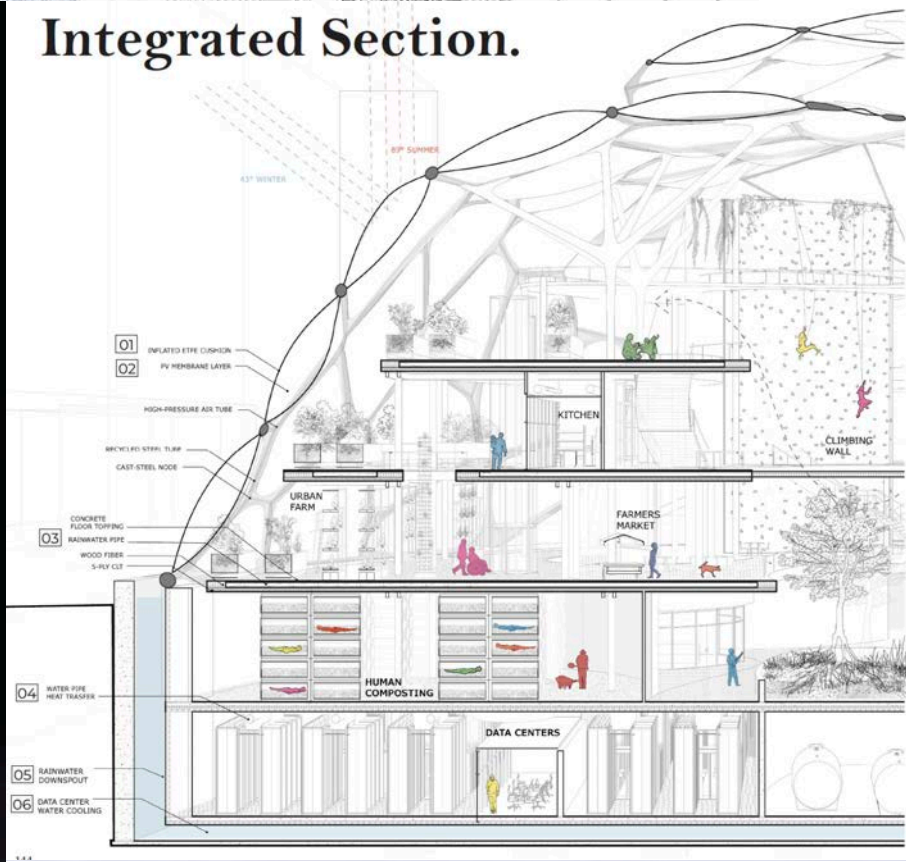 Integrated Section.
89° SUMMER
43° WINTER
01
INFLATED ETFE CUSHION
02
PV MEMBRANE LAYER
HIGH-PRESSURE AIR TUBE
KITCHEN
CLIMBING
WALL
RECYCLED STEEL TUBE
CAST-STEEL NODE
URBAN
FARM
FARMERS
MARKET
CONCRETE
FLOOR TOPPING
03
RAINWATER PIPE
WOOD FIBER
5-PLY CLT
HUMAN
COMPOSTING
04
WATER PIPE
HEAT TRASFER
DATA CENTERS
05
RAINWATER
DOWNSPOUT
06
DATA CENTER
WATER COOLING